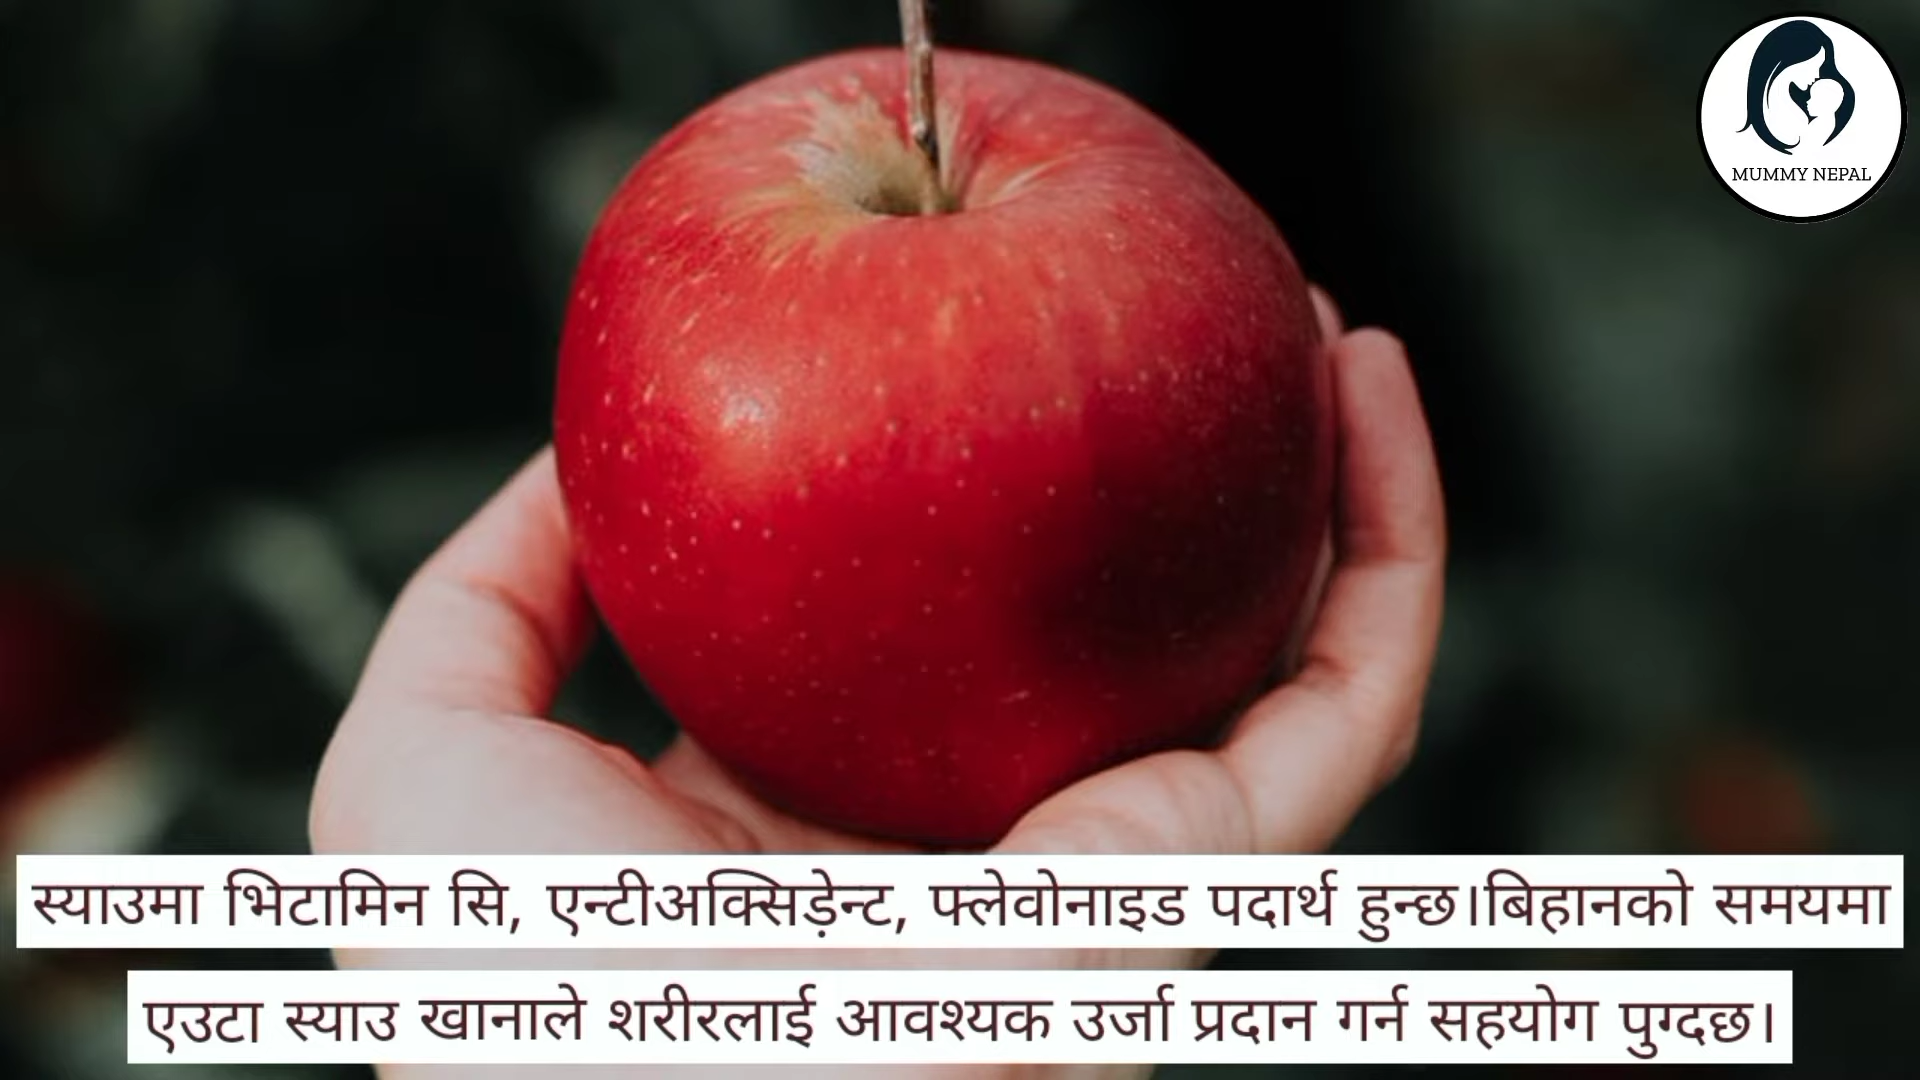 MUMMY NEPAL
स्याउमा भिटामिन सि, एन्टीअक्सिड़ेन्ट, फ्लेवोनाइड पदार्थ हुन्छ।बिहानको समयमा
एउटा स्याउ खानाले शरीरलाई आवश्यक उर्जा प्रदान गर्न सहयोग पुग्दछ।